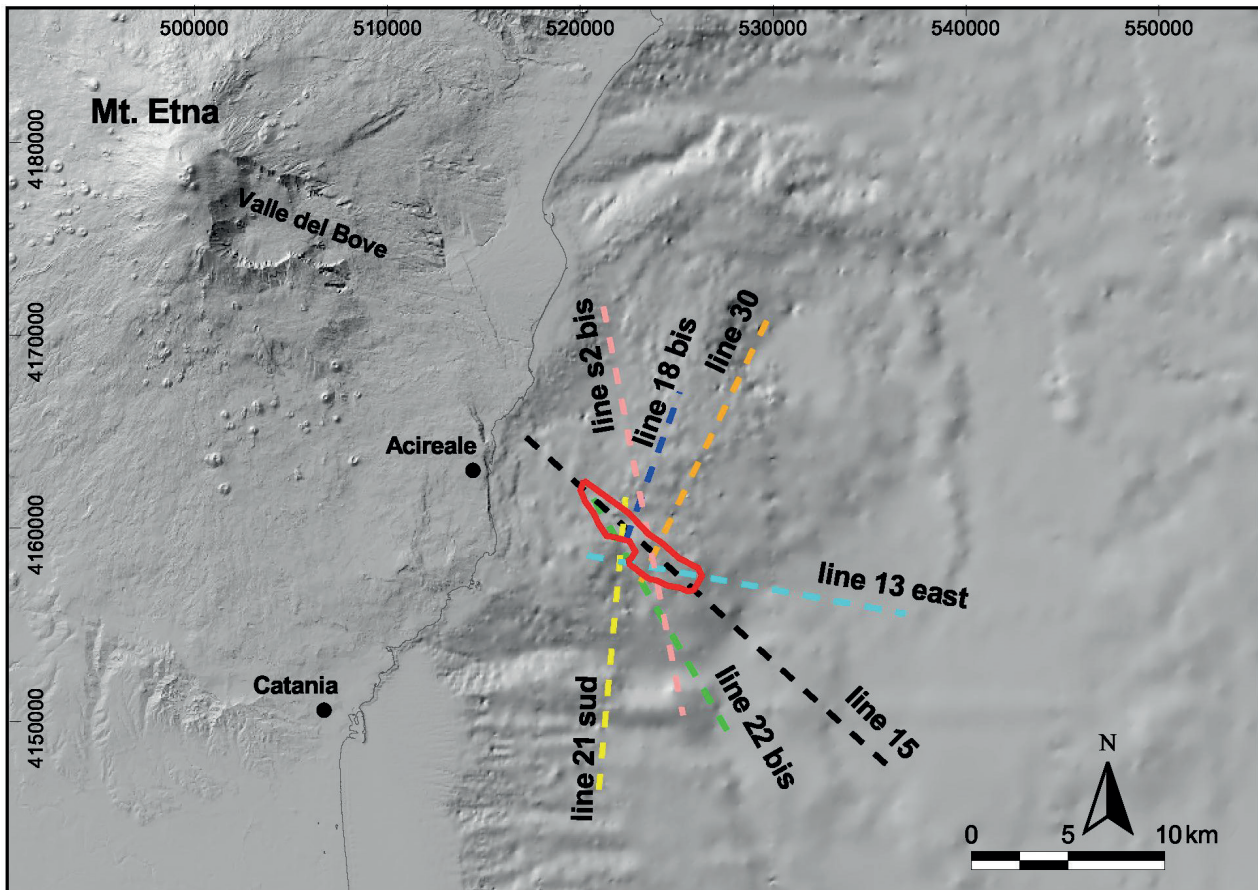 500000 510000 520000 530000 540000 550000
Mt. Etna
4180000
Valle del Bove
4170000
line s2 bis
line 18 bis
line 30
Acireale
4160000
line 13 east
Catania
4150000
line 21 sud
line 22 bis
line 15
N
0 5 10 km